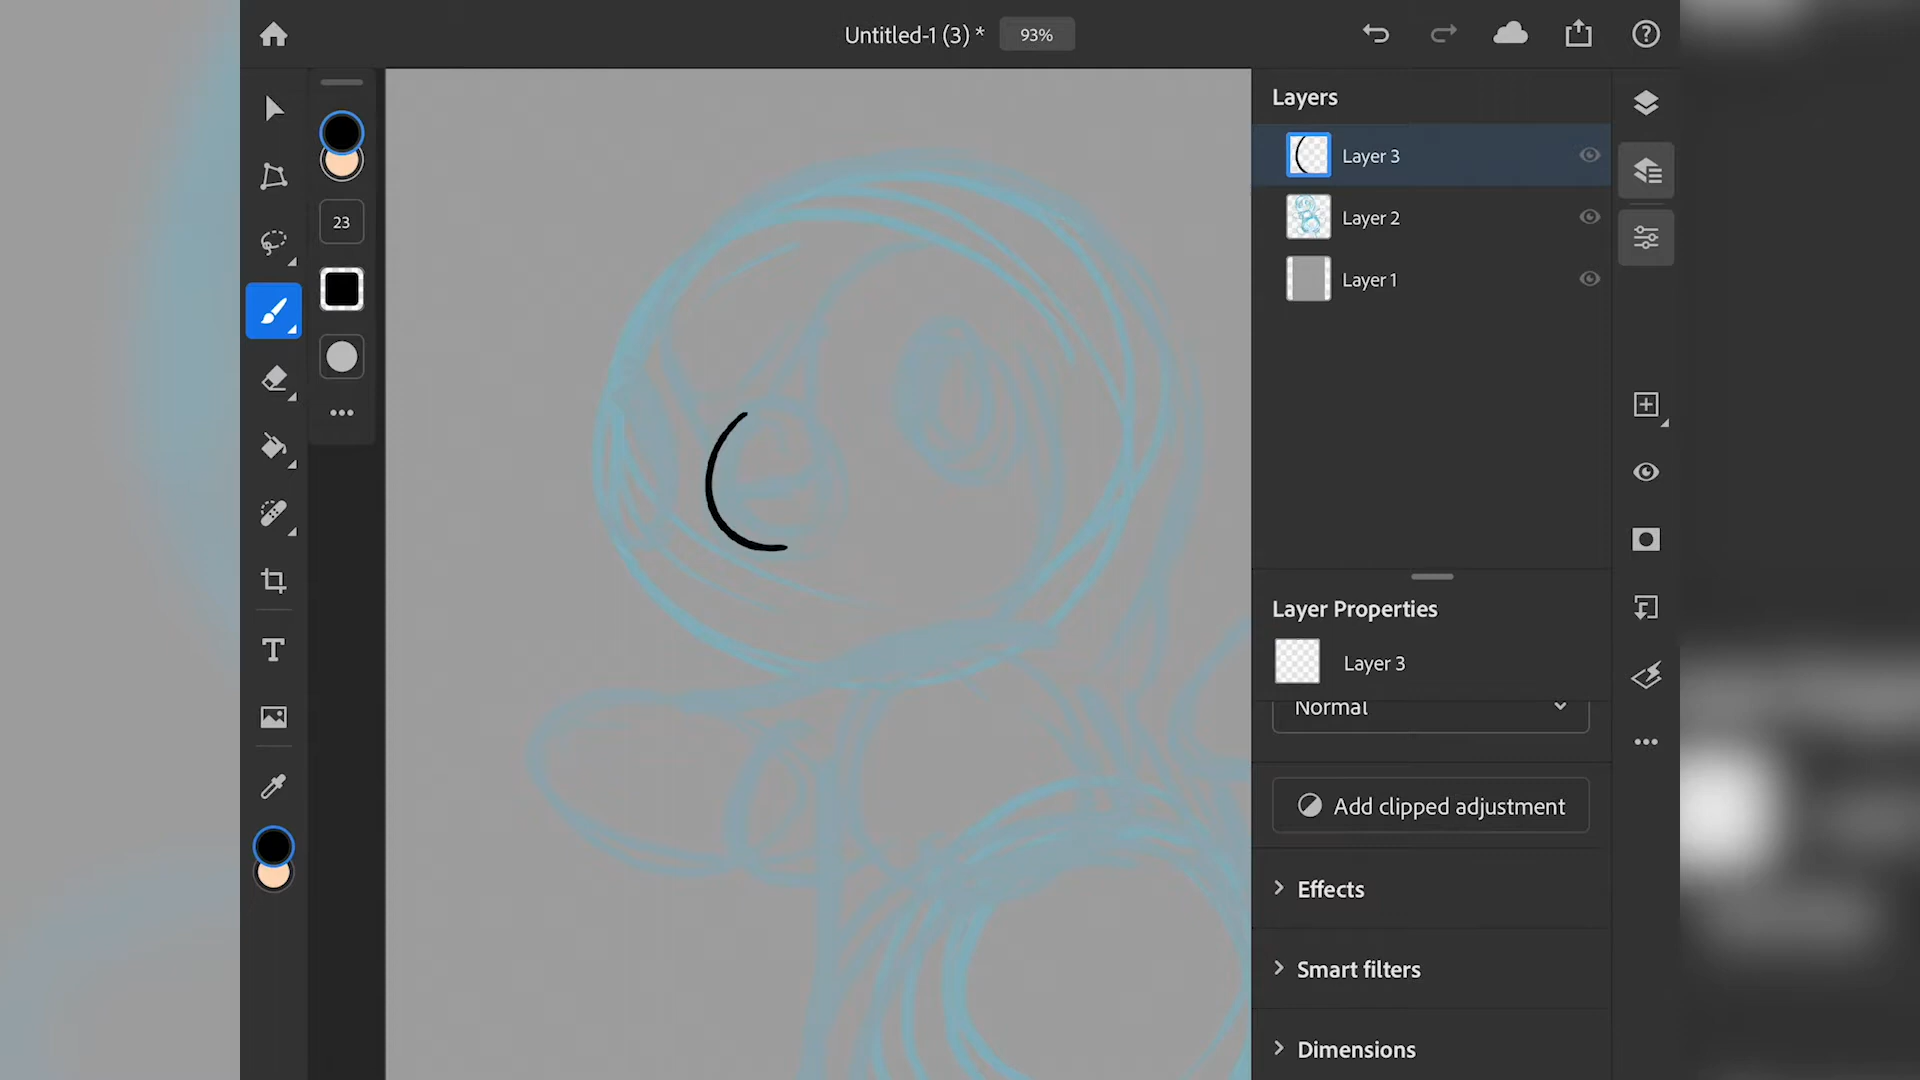 Untitled-1 (3) *
93%
23
T
Layers
Layer 3
Layer 2
Layer 1
Layer Properties
Layer 3
Normal
Add clipped adjustment
Effects
Smart filters
Dimensions